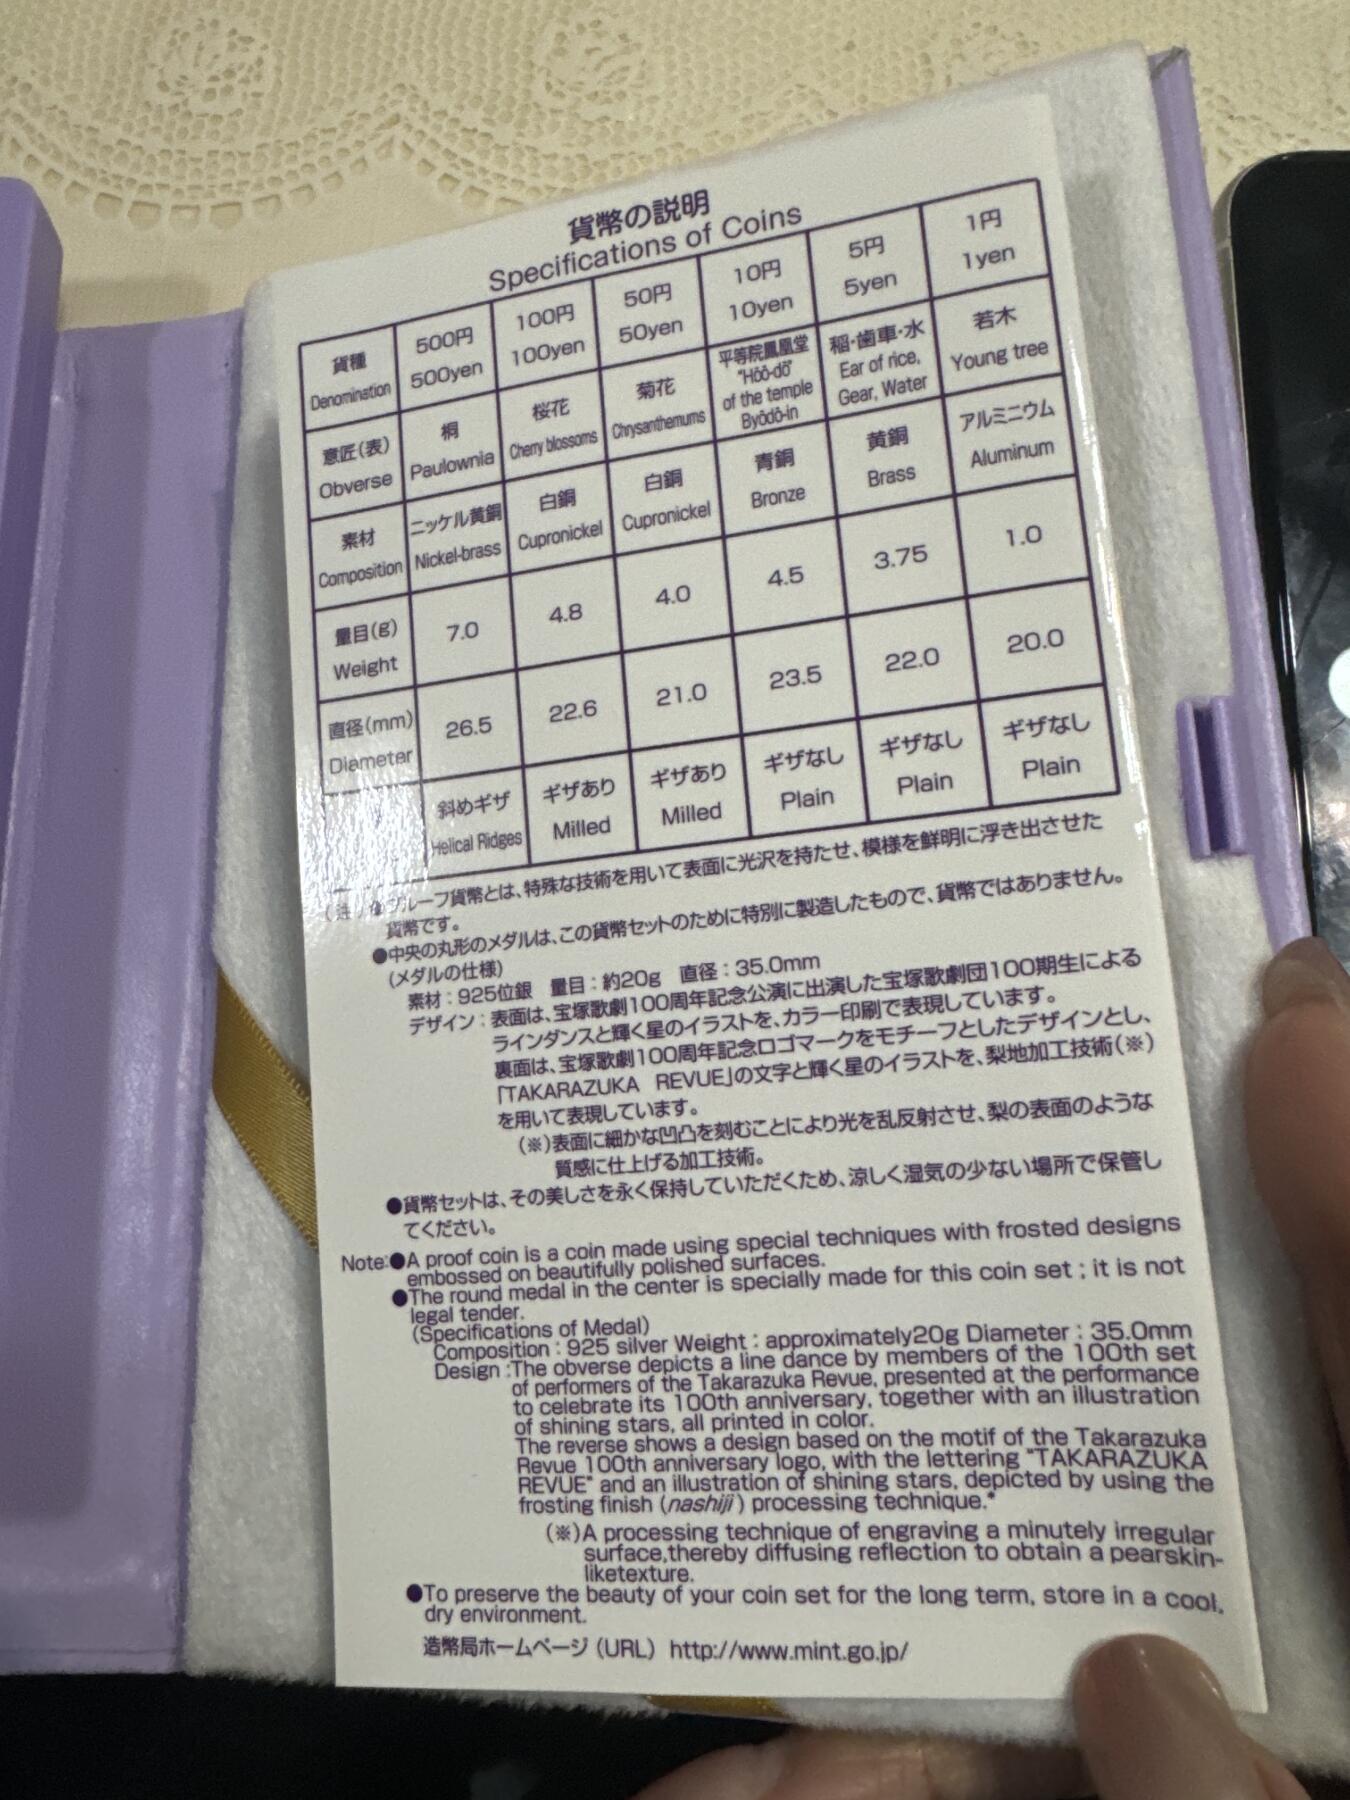 貨幣の説明
Specifications of Coins
貨種 500円 100円 50円 10円 5円 1円
Denomination 500yen 100yen 50yen 10yen 5yen 1yen
意匠(表) 桐 桜花 菊花 平等院鳳凰堂 稲・歯車・水 若木
Obverse Paulownia Cherry blossoms Chrysanthemums "Hôô-dô" of the temple Byôdô-in Ear of rice, Gear, Water Young tree
素材 ニッケル黄銅 白銅 白銅 青銅 黄銅 アルミニウム
Composition Nickel-brass Cupronickel Cupronickel Bronze Brass Aluminum
量目(g) 7.0 4.8 4.0 4.5 3.75 1.0
Weight
直径(mm) 26.5 22.6 21.0 23.5 22.0 20.0
Diameter
斜めギザ ギザあり ギザあり ギザなし ギザなし ギザなし
Helical Ridges Milled Milled Plain Plain Plain
(注)●プルーフ貨幣とは、特殊な技術を用いて表面に光沢を持たせ、模様を鮮明に浮き出させた
貨幣です。
●中央の丸形のメダルは、この貨幣セットのために特別に製造したもので、貨幣ではありません。
(メダルの仕様)
素材：925位銀 量目：約20g 直径：35.0mm
デザイン：表面は、宝塚歌劇100周年記念公演に出演した宝塚歌劇団100期生による
ラインダンスと輝く星のイラストを、カラー印刷で表現しています。
裏面は、宝塚歌劇100周年記念ロゴマークをモチーフとしたデザインとし、
「TAKARAZUKA REVUE」の文字と輝く星のイラストを、梨地加工技術(※)
を用いて表現しています。
(※)表面に細かな凹凸を刻むことにより光を乱反射させ、梨の表面のような
質感に仕上げる加工技術。
●貨幣セットは、その美しさを永く保持していただくため、涼しく湿気の少ない場所で保管し
てください。
Note:●A proof coin is a coin made using special techniques with frosted designs
embossed on beautifully polished surfaces.
●The round medal in the center is specially made for this coin set ; it is not
legal tender.
(Specifications of Medal)
Composition : 925 silver Weight : approximately20g Diameter : 35.0mm
Design :The obverse depicts a line dance by members of the 100th set
of performers of the Takarazuka Revue, presented at the performance
to celebrate its 100th anniversary, together with an illustration
of shining stars, all printed in color.
The reverse shows a design based on the motif of the Takarazuka
Revue 100th anniversary logo, with the lettering "TAKARAZUKA
REVUE" and an illustration of shining stars, depicted by using the
frosting finish (nashiji) processing technique.*
(※)A processing technique of engraving a minutely irregular
surface,thereby diffusing reflection to obtain a pearskin-
liketexture.
●To preserve the beauty of your coin set for the long term, store in a cool,
dry environment.
造幣局ホームページ (URL) http://www.mint.go.jp/